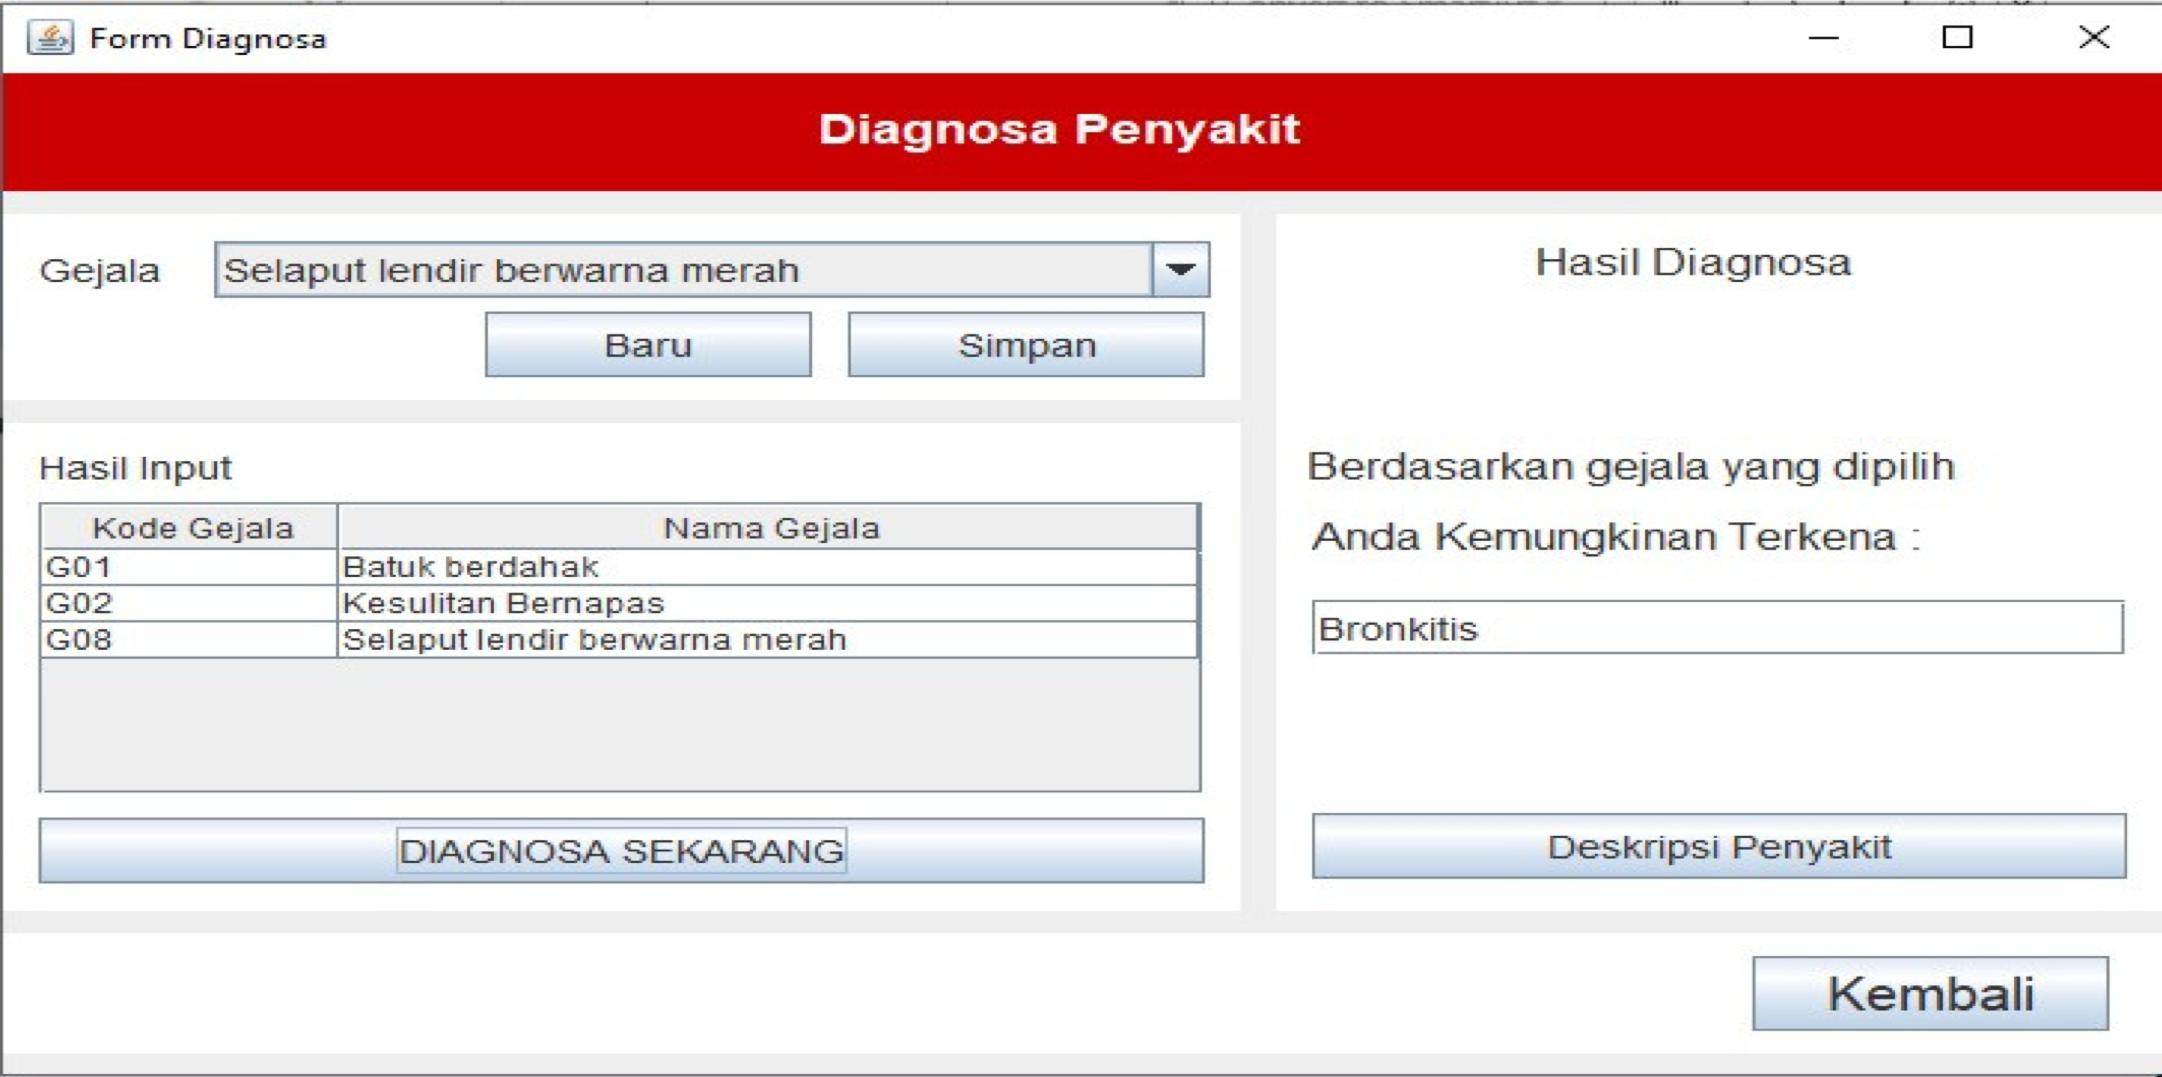 Form Diagnosa
Diagnosa Penyakit
Gejala
Selaput lendir berwarna merah
Baru
Simpan
Hasil Input
Kode Gejala
Nama Gejala
G01
Batuk berdahak
G02
Kesulitan Bernapas
G08
Selaput lendir berwarna merah
DIAGNOSA SEKARANG
Hasil Diagnosa
Berdasarkan gejala yang dipilih
Anda Kemungkinan Terkena :
Bronkitis
Deskripsi Penyakit
Kembali